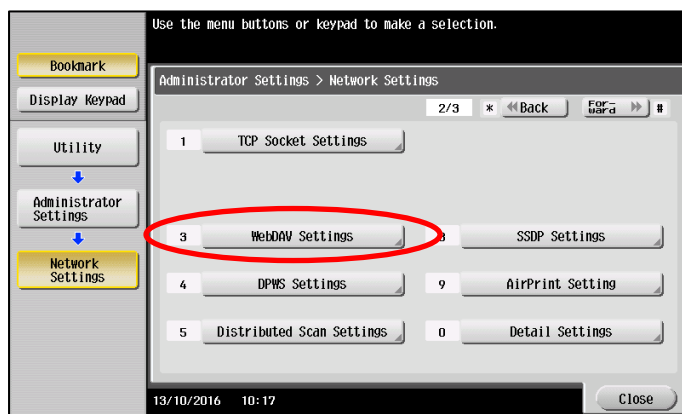 Use the menu buttons or keypad to make a selection.
Bookmark
Display Keypad
Utility
Administrator
Settings
Network
Settings
Administrator Settings > Network Settings
2/3 * Back For-
ward #
1 TCP Socket Settings
3 WebDAV Settings
SSDP Settings
4 DPWS Settings
9 AirPrint Setting
5 Distributed Scan Settings
0 Detail Settings
13/10/2016 10:17
Close